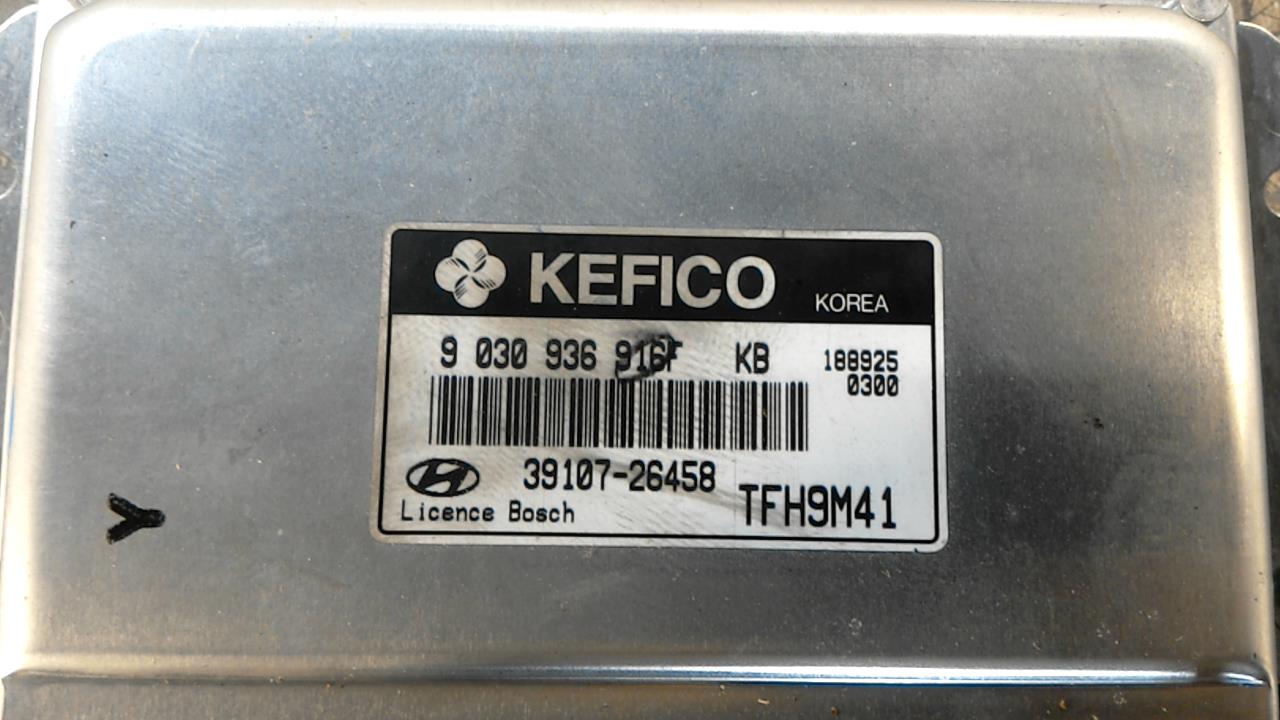 KEFICO KOREA
9 030 936 916F KB 188925
0300
39107-26458
Licence Bosch TFH9M41
Y